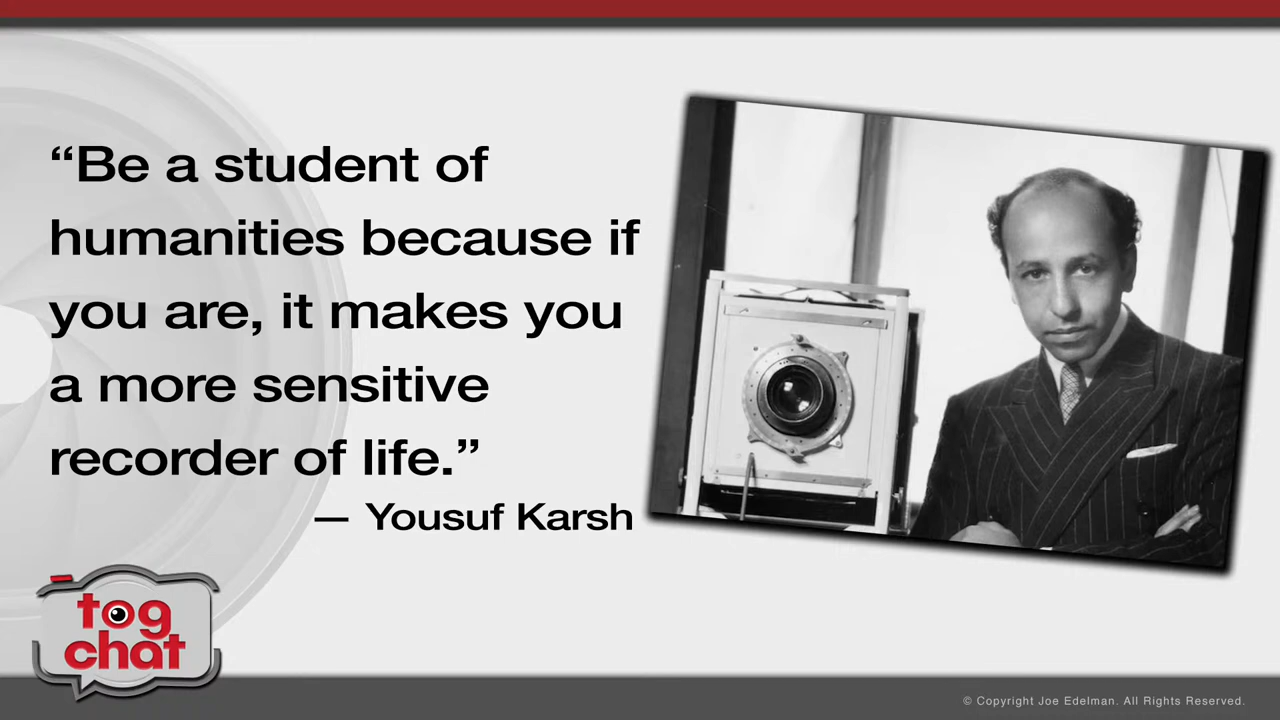 “Be a student of
humanities because if
you are, it makes you
a more sensitive
recorder of life.”
— Yousuf Karsh
tog
chat
© Copyright Joe Edelman. All Rights Reserved.